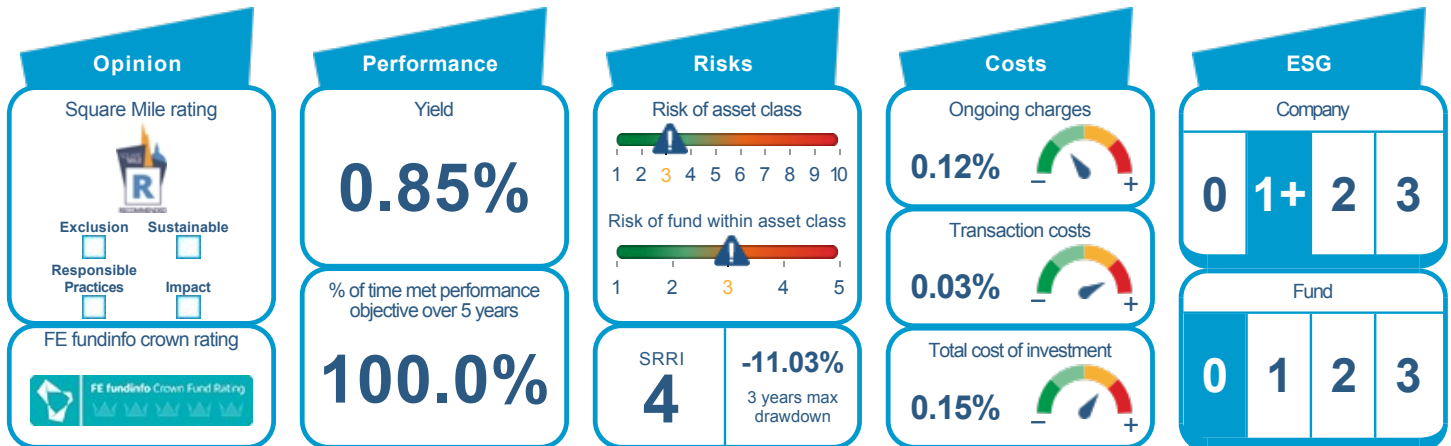 Opinion
Square Mile rating
R
RECOMMENDED
Exclusion
Sustainable
Responsible
Practices
Impact
FE fundinfo crown rating
FE fundinfo Crown Fund Rating
Performance
Yield
0.85%
% of time met performance
objective over 5 years
100.0%
Risks
Risk of asset class
1 2 3 4 5 6 7 8 9 10
Risk of fund within asset class
1 2 3 4 5
SRRI
4
-11.03%
3 years max
drawdown
Costs
Ongoing charges
0.12%
− +
Transaction costs
0.03%
− +
Total cost of investment
0.15%
− +
ESG
Company
0 1+ 2 3
Fund
0 1 2 3